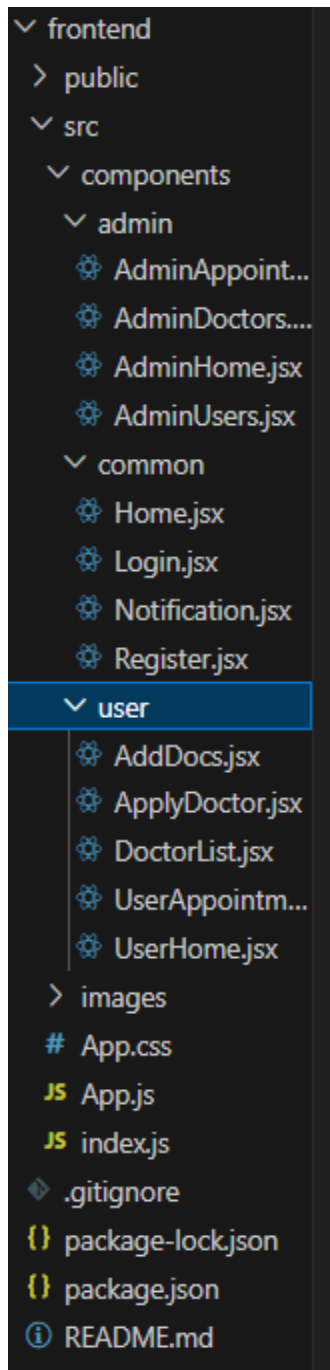 frontend
public
src
components
admin
AdminAppoint...
AdminDoctors....
AdminHome.jsx
AdminUsers.jsx
common
Home.jsx
Login.jsx
Notification.jsx
Register.jsx
user
AddDocs.jsx
ApplyDoctor.jsx
DoctorList.jsx
UserAppointm...
UserHome.jsx
images
# App.css
JS App.js
JS index.js
.gitignore
{} package-lock.json
{} package.json
README.md